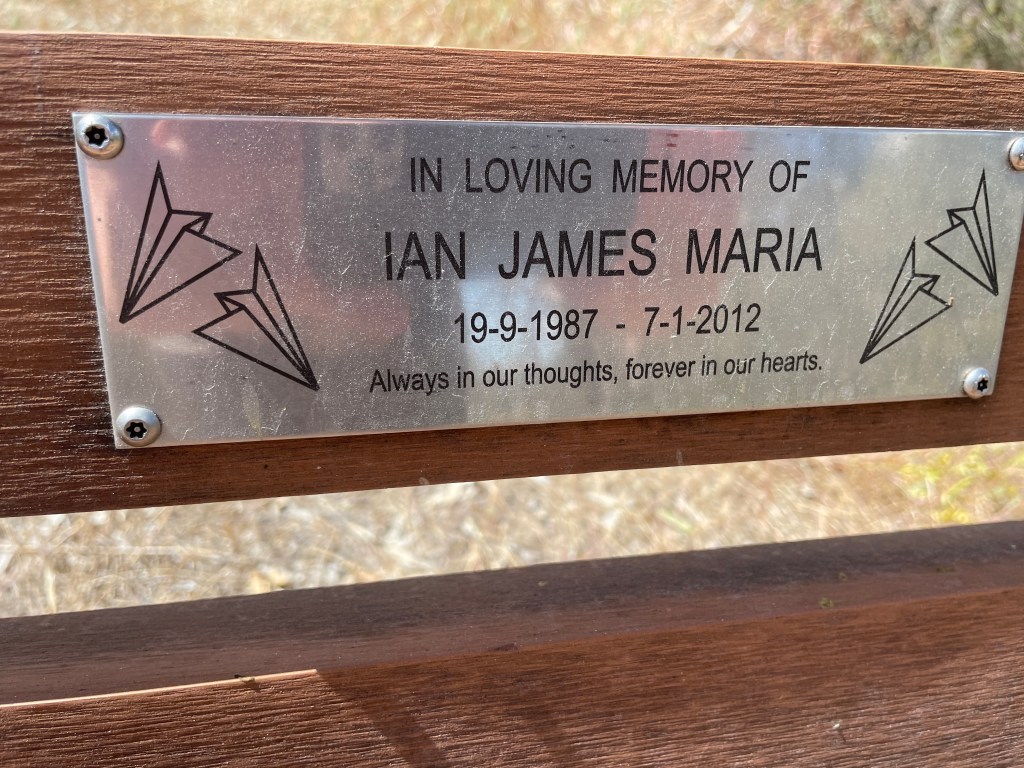 IN LOVING MEMORY OF
IAN JAMES MARIA
19-9-1987 - 7-1-2012
Always in our thoughts, forever in our hearts.